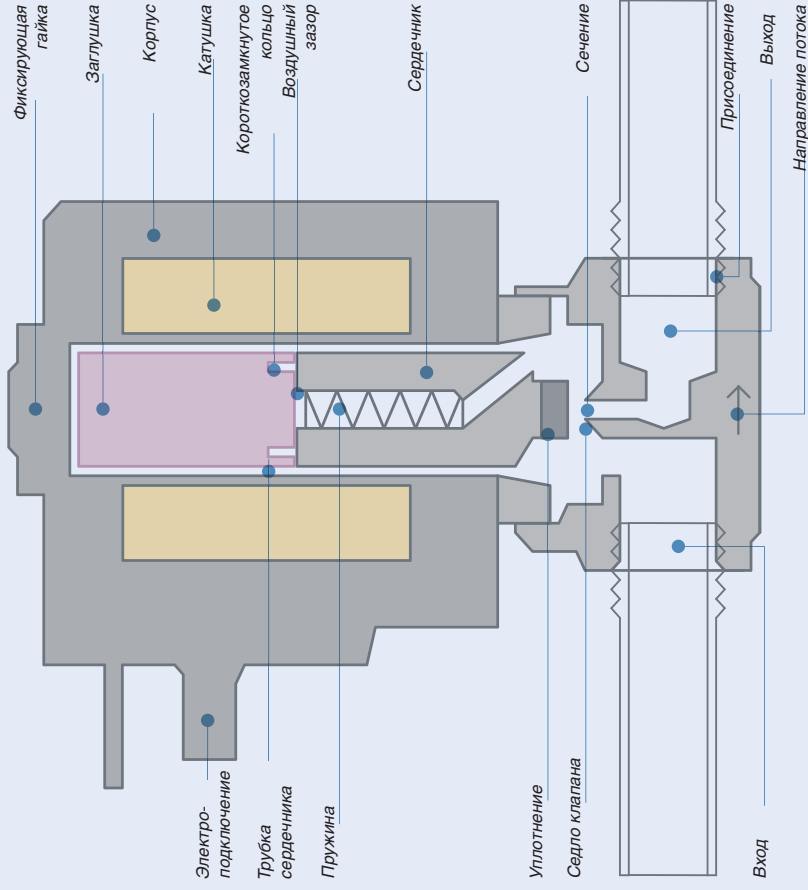 Фиксирующая
гайка
Заглушка
Корпус
Катушка
Короткозамкнутое
кольцо
Воздушный
зазор
Сердечник
Сечение
Присоединение
Выход
Направление потока
Электро-
подключение
Трубка
сердечника
Пружина
Уплотнение
Седло клапана
Вход